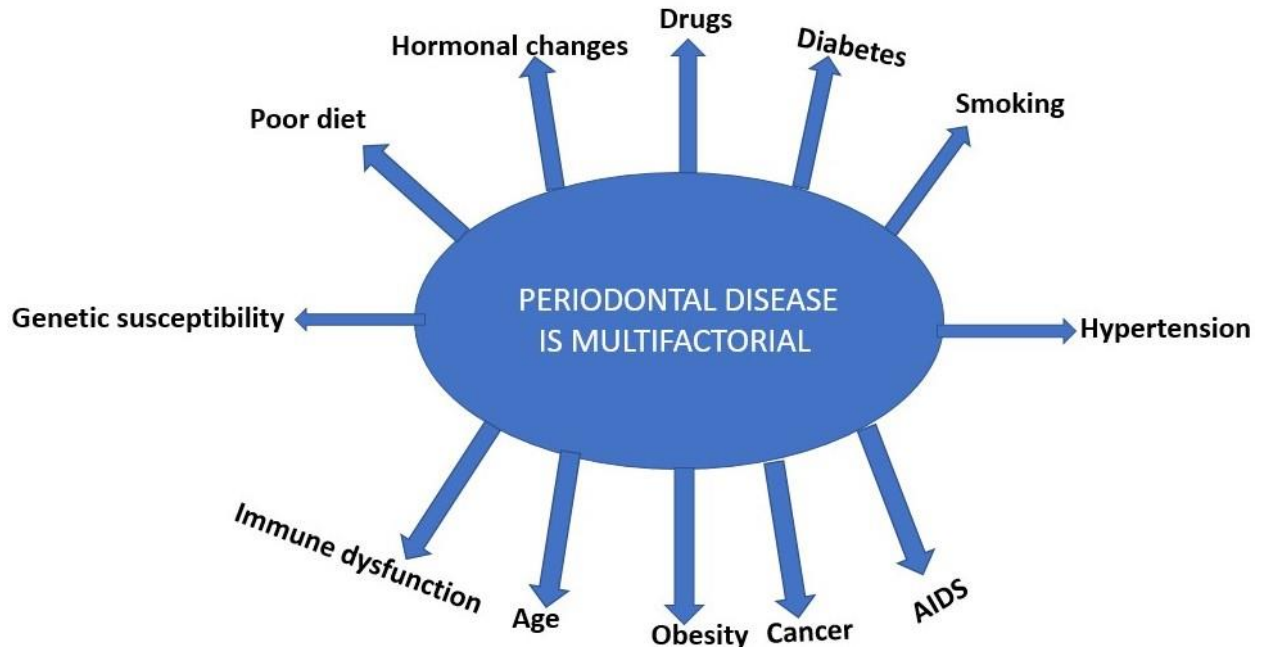 Drugs
Hormonal changes
Diabetes
Smoking
Poor diet
PERIODONTAL DISEASE
IS MULTIFACTORIAL
Genetic susceptibility
Hypertension
Immune dysfunction
Age
Obesity
Cancer
AIDS